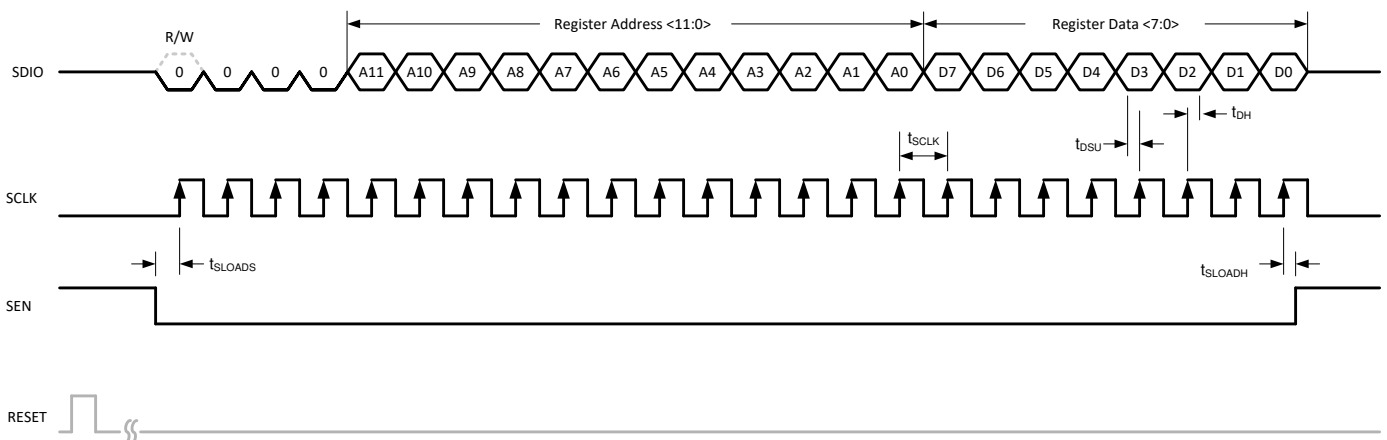 Register Address <11:0> Register Data <7:0>
R/W
SDIO 0 0 0 0 A11 A10 A9 A8 A7 A6 A5 A4 A3 A2 A1 A0 D7 D6 D5 D4 D3 D2 D1 D0
tDH
tSCLK tDSU
SCLK
tSLOADS tSLOADH
SEN
RESET